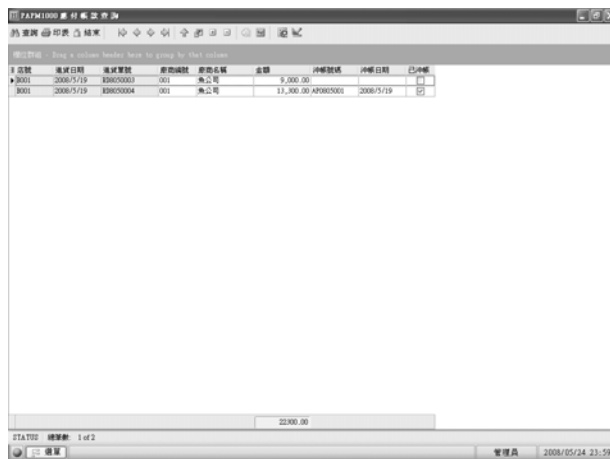 PAPM1000 應付帳款查詢
查詢 印表 結束
欄位群組 - Drag a column header here to group by that column
店號 進貨日期 進貨單號 廠商編號 廠商名稱 金額 沖帳號碼 沖帳日期 已沖帳
B001 2008/5/19 001 魚公司 9,000.00
B001 2008/5/19 001 魚公司 13,300.00 AP0805001 2008/5/19
22300.00
STATUS 總筆數: 1 of 2
選單 管理員 2008/05/24 23:59